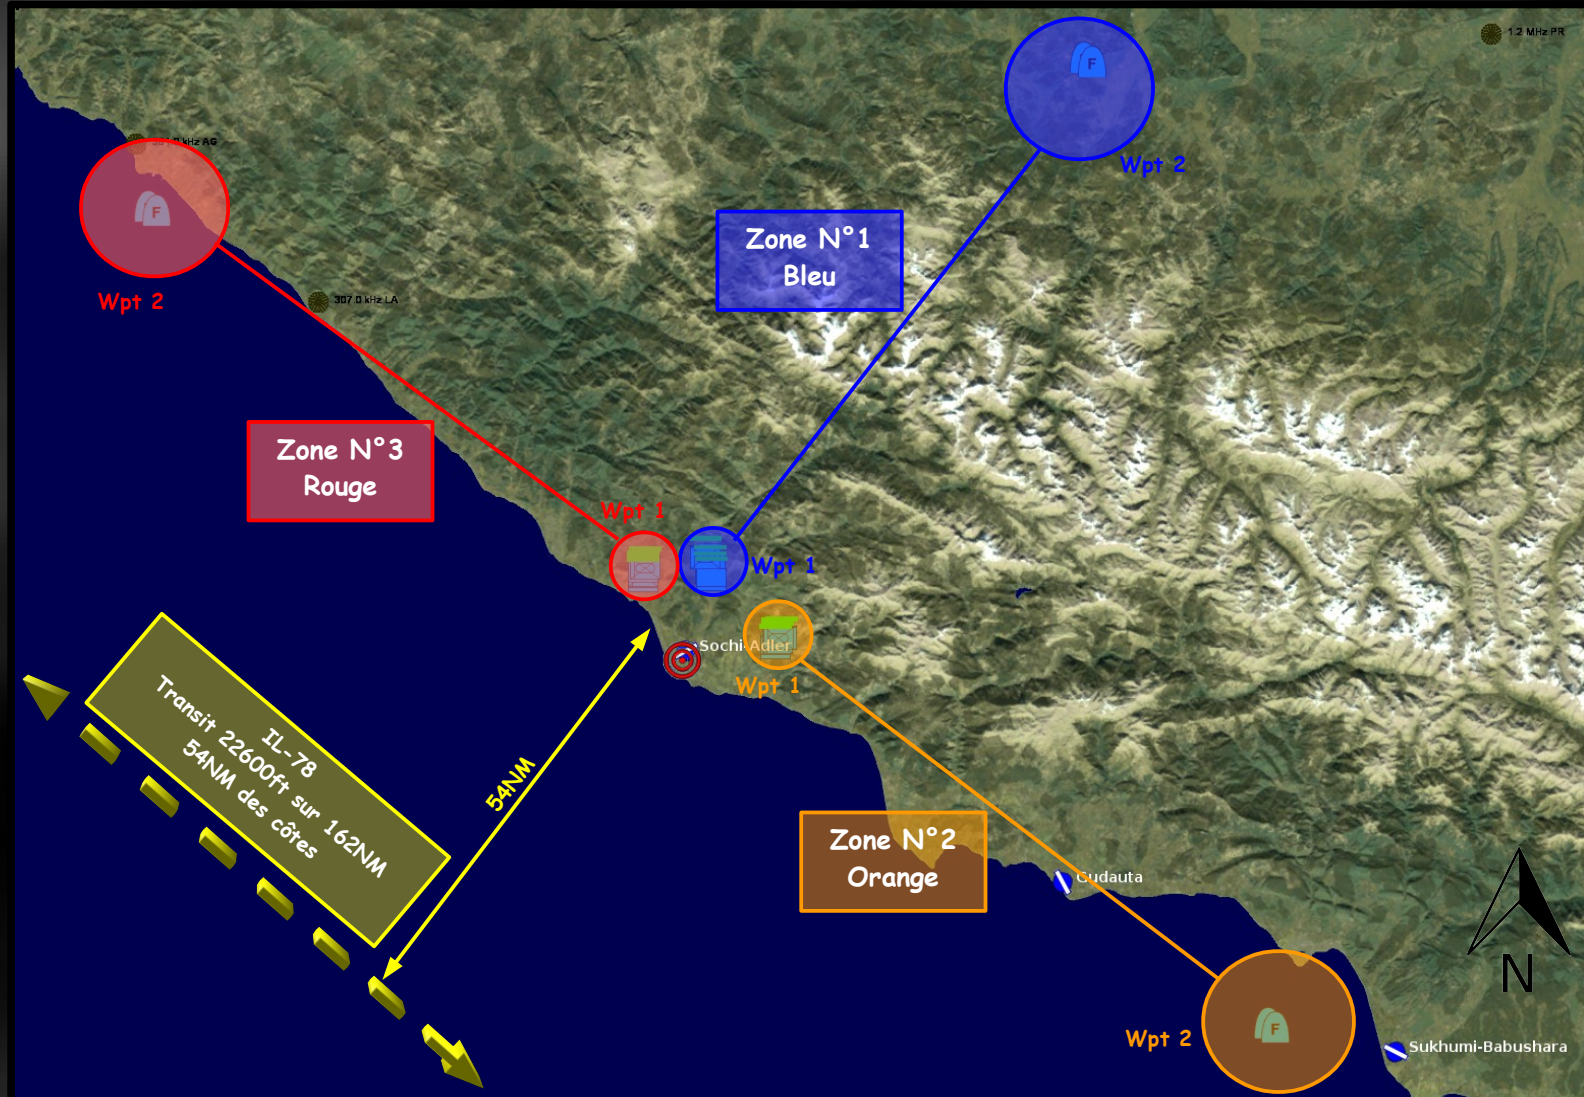 1.2 MHz PR
F
Wpt 2
kHz AG
F
Wpt 2
Zone N°1
Bleu
307.0 kHz LA
Zone N°3
Rouge
Wpt 1
Wpt 1
Sochi-Adler
Wpt 1
IL-78
Transit 22600ft sur 162NM
54NM des côtes
54NM
Zone N°2
Orange
Gudauta
N
F
Wpt 2
Sukhumi-Babushara